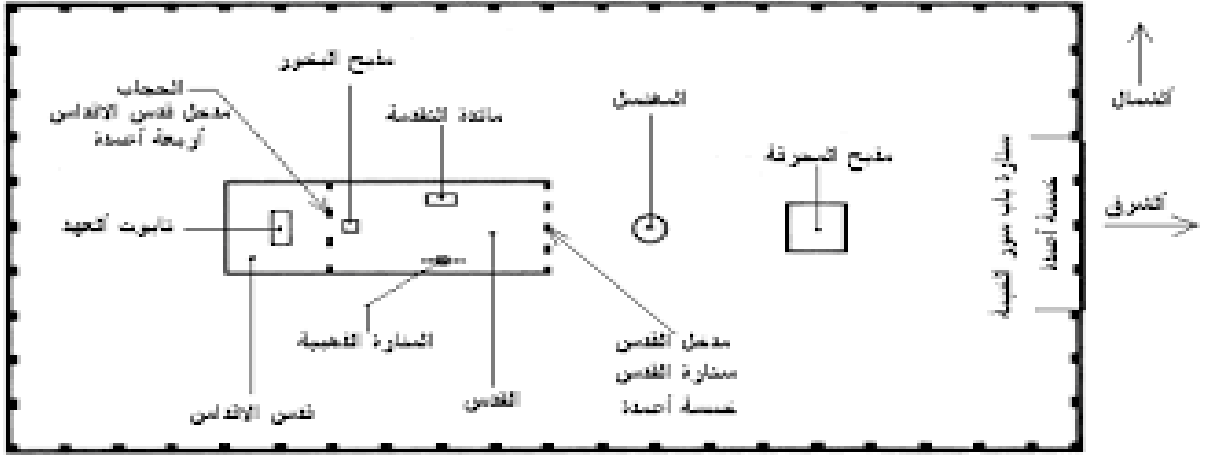 مذبح البخور
الحجاب
مدخل قدس الاقداس
أربعة أعمدة
مائدة التقدمة
المغتسل
مذبح المحرقة
الشمال
ستارة باب سور الخيمة
خمسة أعمدة
الشرق
تابوت العهد
المنارة الذهبية
مدخل القدس
ستارة القدس
خمسة أعمدة
القدس
قدس الاقداس